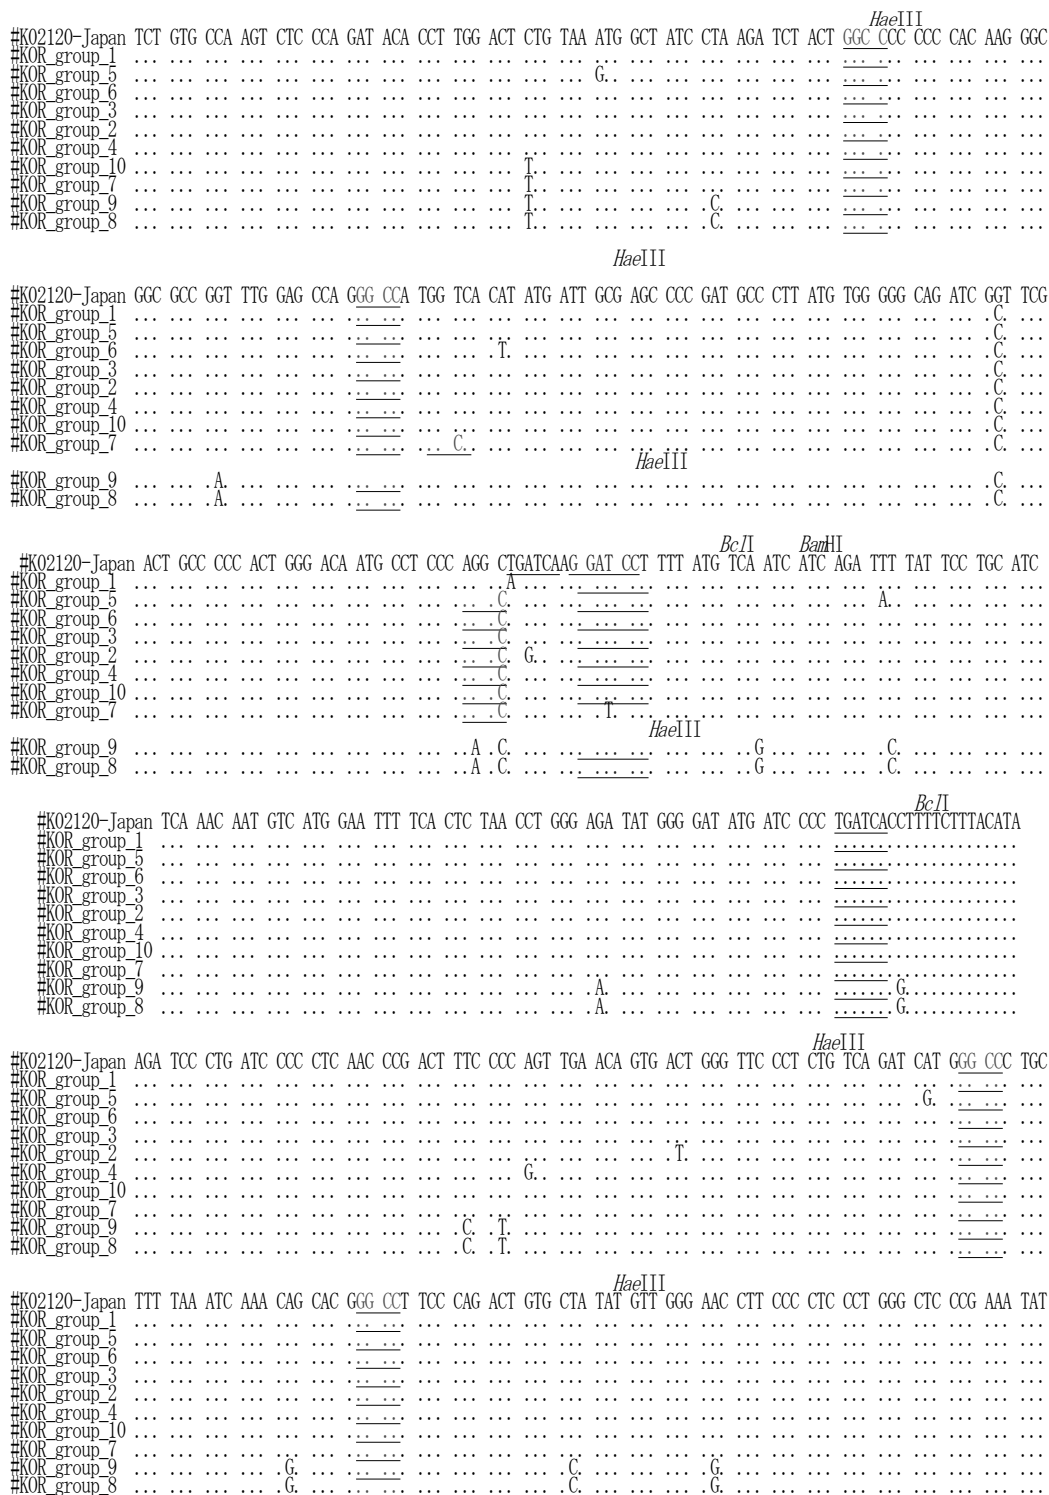 HaeIII
#K02120-Japan TCT GTG CCA AGT CTC CCA GAT ACA CCT TGG ACT CTG TAA ATG GCT ATC CTA AGA TCT ACT GGC CCC CCC CAC AAG GGC
#KOR_group_1 ... ... ... ... ... ... ... ... ... ... ... ... ... ... ... ... ... ... ... ... ... ... ... ... ... ...
#KOR_group_5 ... ... ... ... ... ... ... ... ... ... ... ... ... G.. ... ... ... ... ... ... ... ... ... ... ... ...
#KOR_group_6 ... ... ... ... ... ... ... ... ... ... ... ... ... ... ... ... ... ... ... ... ... ... ... ... ... ...
#KOR_group_3 ... ... ... ... ... ... ... ... ... ... ... ... ... ... ... ... ... ... ... ... ... ... ... ... ... ...
#KOR_group_2 ... ... ... ... ... ... ... ... ... ... ... ... ... ... ... ... ... ... ... ... ... ... ... ... ... ...
#KOR_group_4 ... ... ... ... ... ... ... ... ... ... ... ... ... ... ... ... ... ... ... ... ... ... ... ... ... ...
#KOR_group_10 ... ... ... ... ... ... ... ... ... ... ... T.. ... ... ... ... ... ... ... ... ... ... ... ... ... ...
#KOR_group_7 ... ... ... ... ... ... ... ... ... ... ... T.. ... ... ... ... ... ... ... ... ... ... ... ... ... ...
#KOR_group_9 ... ... ... ... ... ... ... ... ... ... ... T.. ... ... ... ... .C. ... ... ... ... ... ... ... ... ...
#KOR_group_8 ... ... ... ... ... ... ... ... ... ... ... T.. ... ... ... ... .C. ... ... ... ... ... ... ... ... ...
HaeIII
#K02120-Japan GGC GCC GGT TTG GAG CCA GGG CCA TGG TCA CAT ATG ATT GCG AGC CCC GAT GCC CTT ATG TGG GGG CAG ATC GGT TCG
#KOR_group_1 ... ... ... ... ... ... ... ... ... ... ... ... ... ... ... ... ... ... ... ... ... ... ... ... .C. ...
#KOR_group_5 ... ... ... ... ... ... ... ... ... ... ... ... ... ... ... ... ... ... ... ... ... ... ... ... .C. ...
#KOR_group_6 ... ... ... ... ... ... ... ... ... ... .T. ... ... ... ... ... ... ... ... ... ... ... ... ... .C. ...
#KOR_group_3 ... ... ... ... ... ... ... ... ... ... ... ... ... ... ... ... ... ... ... ... ... ... ... ... .C. ...
#KOR_group_2 ... ... ... ... ... ... ... ... ... ... ... ... ... ... ... ... ... ... ... ... ... ... ... ... .C. ...
#KOR_group_4 ... ... ... ... ... ... ... ... ... ... ... ... ... ... ... ... ... ... ... ... ... ... ... ... .C. ...
#KOR_group_10 ... ... ... ... ... ... ... ... ... ... ... ... ... ... ... ... ... ... ... ... ... ... ... ... .C. ...
#KOR_group_7 ... ... ... ... ... ... ... ... ... C.. ... ... ... ... ... ... ... ... ... ... ... ... ... ... .C. ...
HaeIII
#KOR_group_9 ... ... .A. ... ... ... ... ... ... ... ... ... ... ... ... ... ... ... ... ... ... ... ... ... .C. ...
#KOR_group_8 ... ... .A. ... ... ... ... ... ... ... ... ... ... ... ... ... ... ... ... ... ... ... ... ... .C. ...
BclI BamHI
#K02120-Japan ACT GCC CCC ACT GGG ACA ATG CCT CCC AGG CTGATCAAG GAT CCT TTT ATG TCA ATC ATC AGA TTT TAT TCC TGC ATC
#KOR_group_1 ... ... ... ... ... ... ... ... ... ... ..A ... ... ... ... ... ... ... ... ... ... ... ... ... ... ...
#KOR_group_5 ... ... ... ... ... ... ... ... ... ... .C. ... ... ... ... ... ... ... ... ... ... A.. ... ... ... ...
#KOR_group_6 ... ... ... ... ... ... ... ... ... ... .C. ... ... ... ... ... ... ... ... ... ... ... ... ... ... ...
#KOR_group_3 ... ... ... ... ... ... ... ... ... ... .C. ... ... ... ... ... ... ... ... ... ... ... ... ... ... ...
#KOR_group_2 ... ... ... ... ... ... ... ... ... ... .C. G.. ... ... ... ... ... ... ... ... ... ... ... ... ... ...
#KOR_group_4 ... ... ... ... ... ... ... ... ... ... .C. ... ... ... ... ... ... ... ... ... ... ... ... ... ... ...
#KOR_group_10 ... ... ... ... ... ... ... ... ... ... .C. ... ... ... ... ... ... ... ... ... ... ... ... ... ... ...
#KOR_group_7 ... ... ... ... ... ... ... ... ... ... .C. ... ... .T. ... ... ... ... ... ... ... ... ... ... ... ...
HaeIII
#KOR_group_9 ... ... ... ... ... ... ... ... ... ..A .C. ... ... ... ... ... ... ..G ... ... ... .C. ... ... ... ...
#KOR_group_8 ... ... ... ... ... ... ... ... ... ..A .C. ... ... ... ... ... ... ..G ... ... ... .C. ... ... ... ...
BclI
#K02120-Japan TCA AAC AAT GTC ATG GAA TTT TCA CTC TAA CCT GGG AGA TAT GGG GAT ATG ATC CCC TGATCACCTTTTCTTTACATA
#KOR_group_1 ... ... ... ... ... ... ... ... ... ... ... ... ... ... ... ... ... ... ... .....................
#KOR_group_5 ... ... ... ... ... ... ... ... ... ... ... ... ... ... ... ... ... ... ... .....................
#KOR_group_6 ... ... ... ... ... ... ... ... ... ... ... ... ... ... ... ... ... ... ... .....................
#KOR_group_3 ... ... ... ... ... ... ... ... ... ... ... ... ... ... ... ... ... ... ... .....................
#KOR_group_2 ... ... ... ... ... ... ... ... ... ... ... ... ... ... ... ... ... ... ... .....................
#KOR_group_4 ... ... ... ... ... ... ... ... ... ... ... ... ... ... ... ... ... ... ... .....................
#KOR_group_10 ... ... ... ... ... ... ... ... ... ... ... ... ... ... ... ... ... ... ... .....................
#KOR_group_7 ... ... ... ... ... ... ... ... ... ... ... ... ... ... ... ... ... ... ... .....................
#KOR_group_9 ... ... ... ... ... ... ... ... ... ... ... ... .A. ... ... ... ... ... ... .......G.............
#KOR_group_8 ... ... ... ... ... ... ... ... ... ... ... ... .A. ... ... ... ... ... ... .......G.............
HaeIII
#K02120-Japan AGA TCC CTG ATC CCC CTC AAC CCG ACT TTC CCC AGT TGA ACA GTG ACT GGG TTC CCT CTG TCA GAT CAT GGG CCC TGC
#KOR_group_1 ... ... ... ... ... ... ... ... ... ... ... ... ... ... ... ... ... ... ... ... ... ... ... ... ... ...
#KOR_group_5 ... ... ... ... ... ... ... ... ... ... ... ... ... ... ... ... ... ... ... ... ... ... .G. ... ... ...
#KOR_group_6 ... ... ... ... ... ... ... ... ... ... ... ... ... ... ... ... ... ... ... ... ... ... ... ... ... ...
#KOR_group_3 ... ... ... ... ... ... ... ... ... ... ... ... ... ... ... ... ... ... ... ... ... ... ... ... ... ...
#KOR_group_2 ... ... ... ... ... ... ... ... ... ... ... ... ... ... ... .T. ... ... ... ... ... ... ... ... ... ...
#KOR_group_4 ... ... ... ... ... ... ... ... ... ... ... G.. ... ... ... ... ... ... ... ... ... ... ... ... ... ...
#KOR_group_10 ... ... ... ... ... ... ... ... ... ... ... ... ... ... ... ... ... ... ... ... ... ... ... ... ... ...
#KOR_group_7 ... ... ... ... ... ... ... ... ... ... ... ... ... ... ... ... ... ... ... ... ... ... ... ... ... ...
#KOR_group_9 ... ... ... ... ... ... ... ... ... .C. .T. ... ... ... ... ... ... ... ... ... ... ... ... ... ... ...
#KOR_group_8 ... ... ... ... ... ... ... ... ... .C. .T. ... ... ... ... ... ... ... ... ... ... ... ... ... ... ...
HaeIII
#K02120-Japan TTT TAA ATC AAA CAG CAC GGG CCT TCC CAG ACT GTG CTA TAT GTT GGG AAC CTT CCC CTC CCT GGG CTC CCG AAA TAT
#KOR_group_1 ... ... ... ... ... ... ... ... ... ... ... ... ... ... ... ... ... ... ... ... ... ... ... ... ... ...
#KOR_group_5 ... ... ... ... ... ... ... ... ... ... ... ... ... ... ... ... ... ... ... ... ... ... ... ... ... ...
#KOR_group_6 ... ... ... ... ... ... ... ... ... ... ... ... ... ... ... ... ... ... ... ... ... ... ... ... ... ...
#KOR_group_3 ... ... ... ... ... ... ... ... ... ... ... ... ... ... ... ... ... ... ... ... ... ... ... ... ... ...
#KOR_group_2 ... ... ... ... ... ... ... ... ... ... ... ... ... ... ... ... ... ... ... ... ... ... ... ... ... ...
#KOR_group_4 ... ... ... ... ... ... ... ... ... ... ... ... ... ... ... ... ... ... ... ... ... ... ... ... ... ...
#KOR_group_10 ... ... ... ... ... ... ... ... ... ... ... ... ... ... ... ... ... ... ... ... ... ... ... ... ... ...
#KOR_group_7 ... ... ... ... ... ... ... ... ... ... ... ... ... ... ... ... ... ... ... ... ... ... ... ... ... ...
#KOR_group_9 ... ... ... ... .G. ... ... ... ... ... ... ... .C. ... ... ... .G. ... ... ... ... ... ... ... ... ...
#KOR_group_8 ... ... ... ... .G. ... ... ... ... ... ... ... .C. ... ... ... .G. ... ... ... ... ... ... ... ... ...